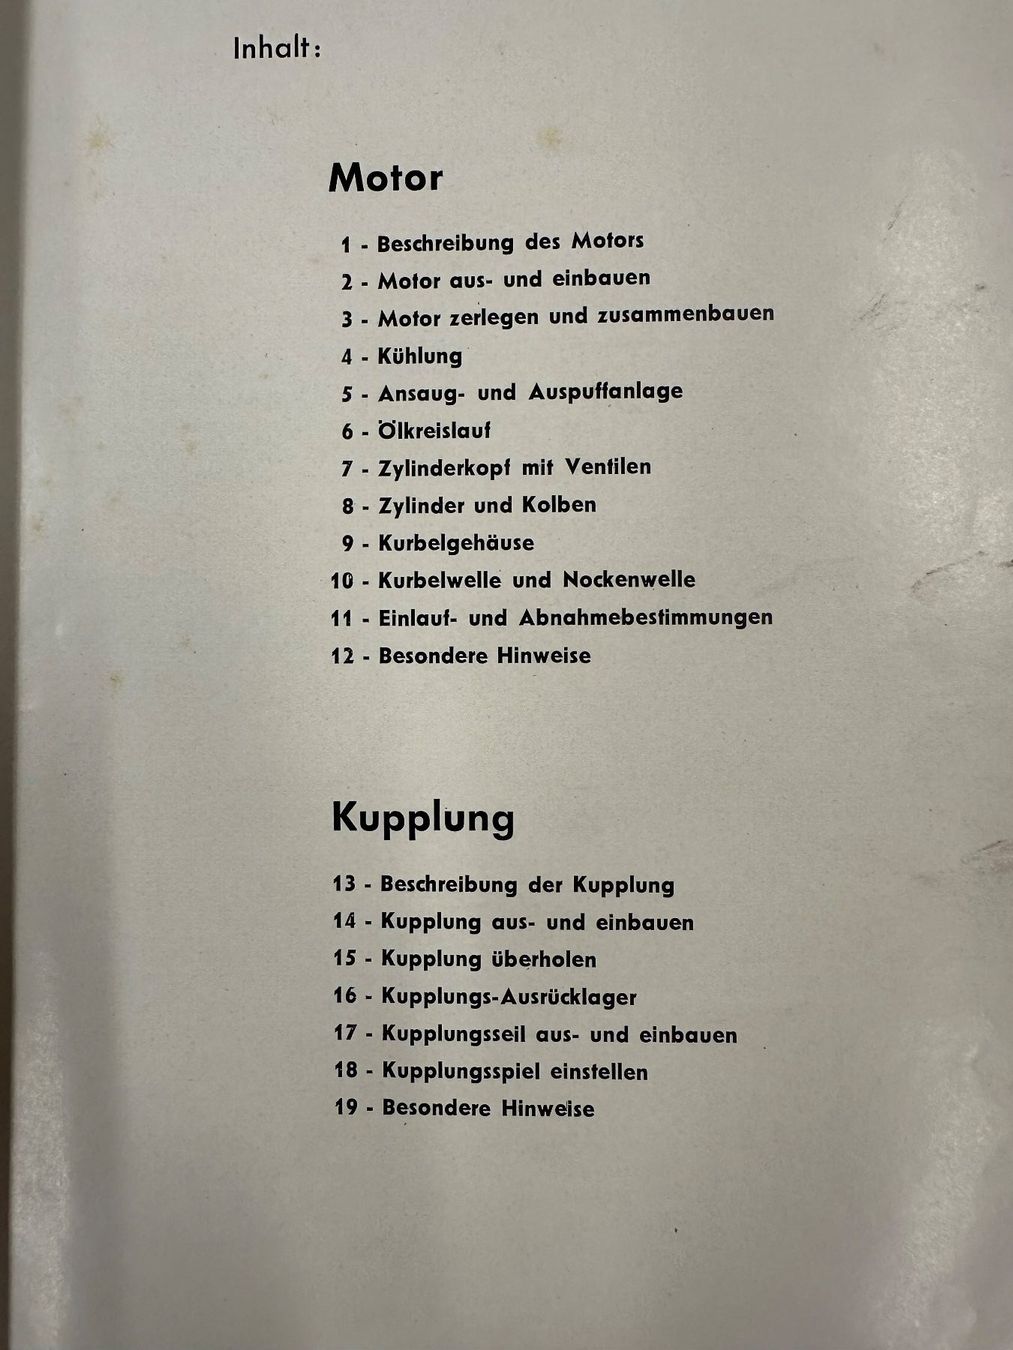 Inhalt:
Motor
1 - Beschreibung des Motors
2 - Motor aus- und einbauen
3 - Motor zerlegen und zusammenbauen
4 - Kühlung
5 - Ansaug- und Auspuffanlage
6 - Ölkreislauf
7 - Zylinderkopf mit Ventilen
8 - Zylinder und Kolben
9 - Kurbelgehäuse
10 - Kurbelwelle und Nockenwelle
11 - Einlauf- und Abnahmebestimmungen
12 - Besondere Hinweise
Kupplung
13 - Beschreibung der Kupplung
14 - Kupplung aus- und einbauen
15 - Kupplung überholen
16 - Kupplungs-Ausrücklager
17 - Kupplungsseil aus- und einbauen
18 - Kupplungsspiel einstellen
19 - Besondere Hinweise